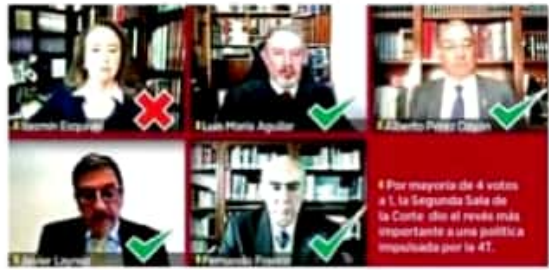 Yasmín Esquivel
Luis María Aguilar
Alberto Pérez Dayán
Javier Laynez
Fernando Franco
Por mayoría de 4 votos
a 1, la Segunda Sala de
la Corte dio el revés más
importante a una política
impulsada por la 4T.